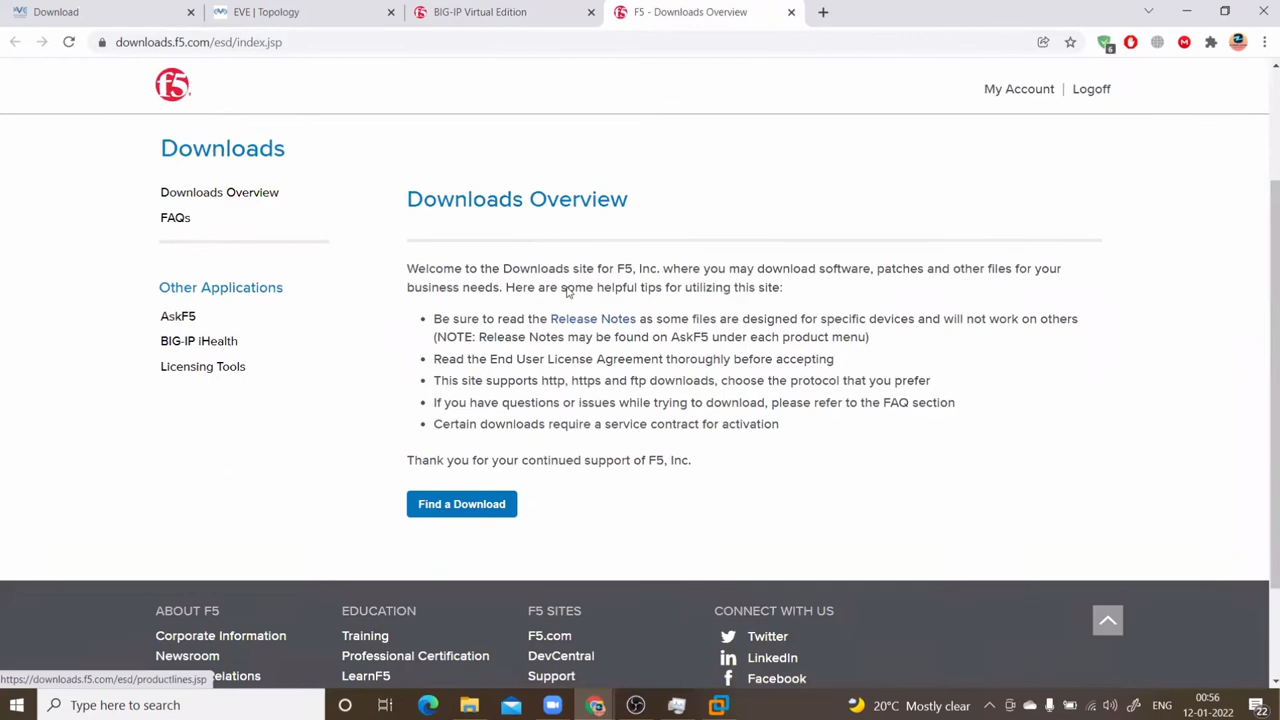 Download
EVE | Topology
BIG-IP Virtual Edition
F5 - Downloads Overview
downloads.f5.com/esd/index.jsp
6
M
f5
My Account | Logoff
Downloads
Downloads Overview
FAQs
Other Applications
AskF5
BIG-IP iHealth
Licensing Tools
Downloads Overview
Welcome to the Downloads site for F5, Inc. where you may download software, patches and other files for your
business needs. Here are some helpful tips for utilizing this site:
• Be sure to read the Release Notes as some files are designed for specific devices and will not work on others
(NOTE: Release Notes may be found on AskF5 under each product menu)
• Read the End User License Agreement thoroughly before accepting
• This site supports http, https and ftp downloads, choose the protocol that you prefer
• If you have questions or issues while trying to download, please refer to the FAQ section
• Certain downloads require a service contract for activation
Thank you for your continued support of F5, Inc.
Find a Download
ABOUT F5
Corporate Information
Newsroom
Relations
EDUCATION
Training
Professional Certification
LearnF5
F5 SITES
F5.com
DevCentral
Support
CONNECT WITH US
Twitter
LinkedIn
Facebook
https://downloads.f5.com/esd/productlines.jsp
Type here to search
20°C Mostly clear
ENG
00:56
12-01-2022
22